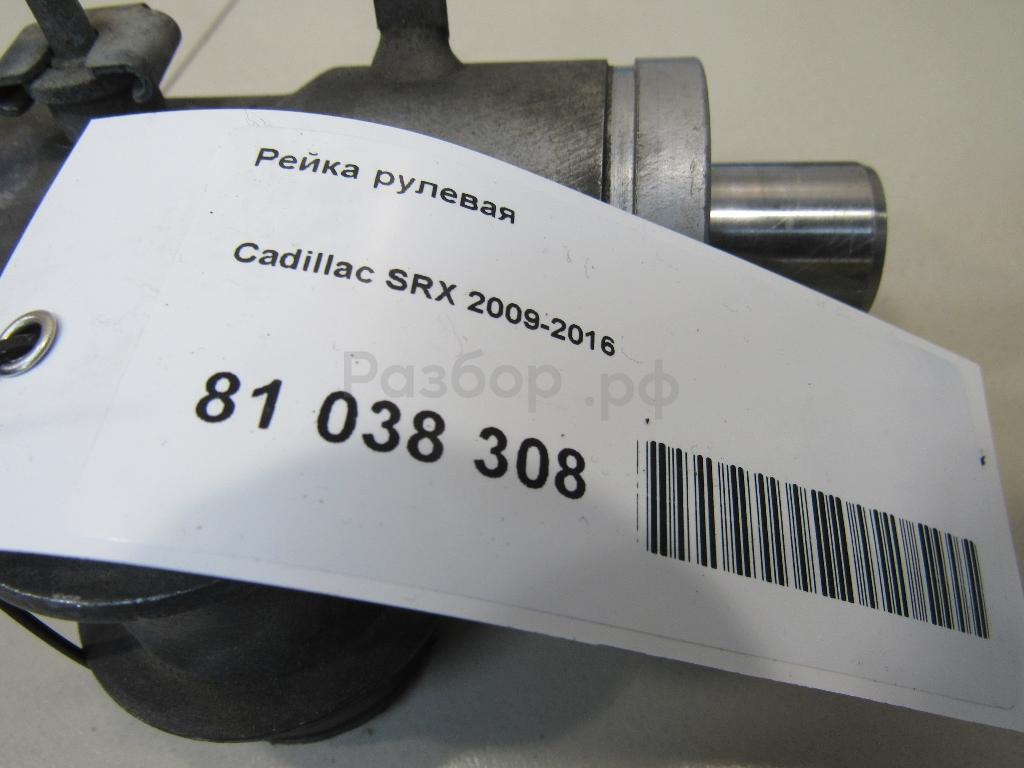 Рейка рулевая
Cadillac SRX 2009-2016
Разбор.рф
81 038 308